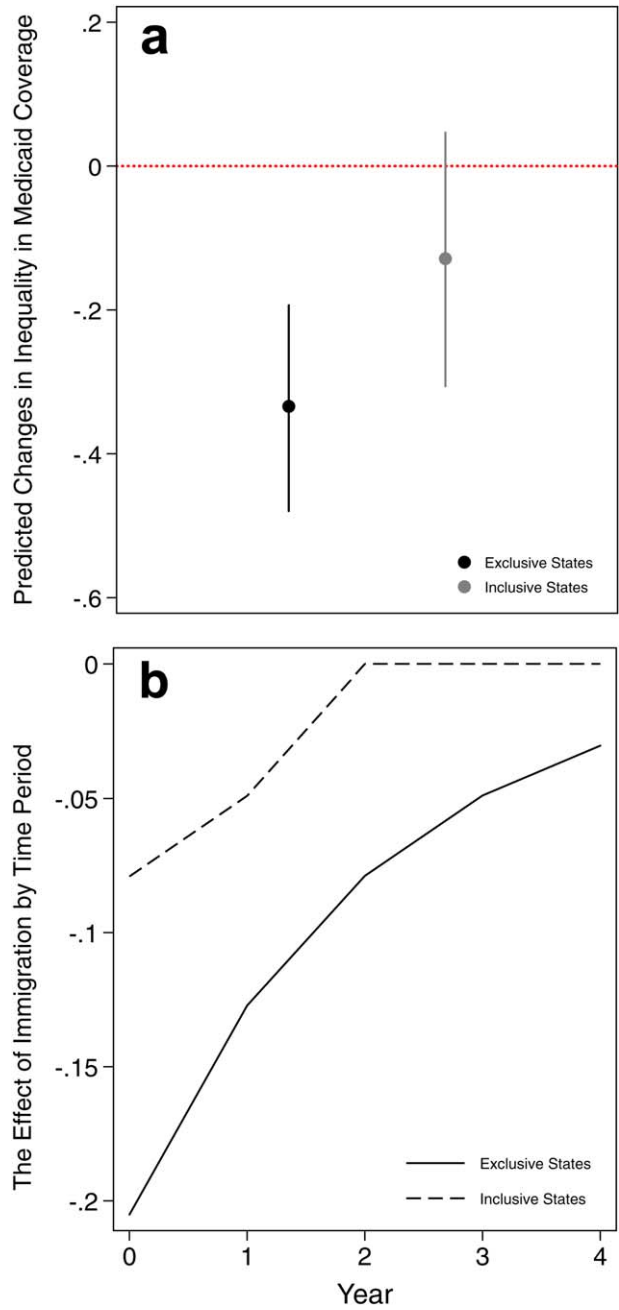 Predicted Changes in Inequality in Medicaid Coverage
a
.2
0
-.2
-.4
-.6
Exclusive States
Inclusive States
The Effect of Immigration by Time Period
b
0
-.05
-.1
-.15
-.2
Exclusive States
Inclusive States
0 1 2 3 4
Year